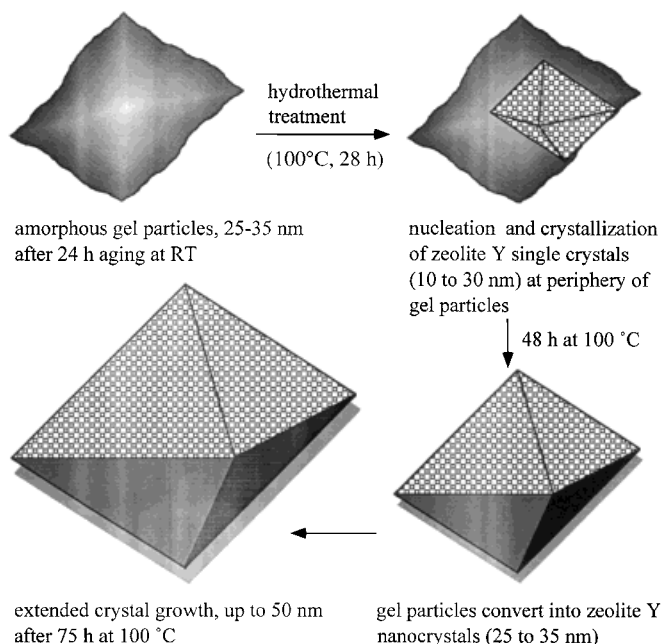 hydrothermal
treatment
(100°C, 28 h)
amorphous gel particles, 25-35 nm
after 24 h aging at RT
nucleation and crystallization
of zeolite Y single crystals
(10 to 30 nm) at periphery of
gel particles
48 h at 100 ˚C
gel particles convert into zeolite Y
nanocrystals (25 to 35 nm)
extended crystal growth, up to 50 nm
after 75 h at 100 ˚C